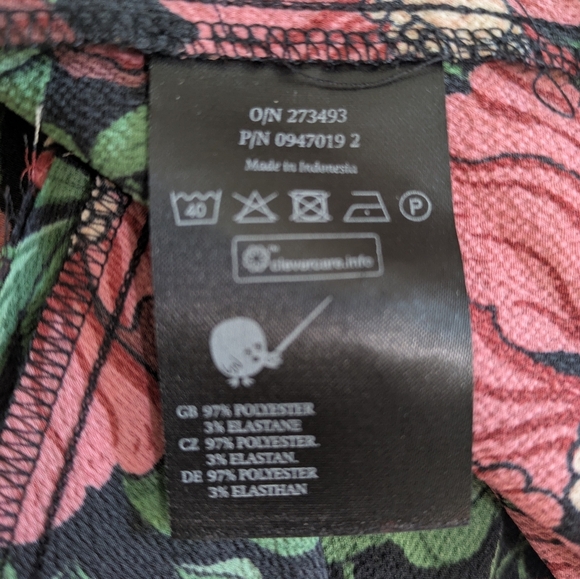 O/N 273493
P/N 0947019 2
Made in Indonesia
40 P
clevercare.info
GB 97% POLYESTER
3% ELASTANE
CZ 97% POLYESTER.
3% ELASTAN.
DE 97% POLYESTER
3% ELASTHAN